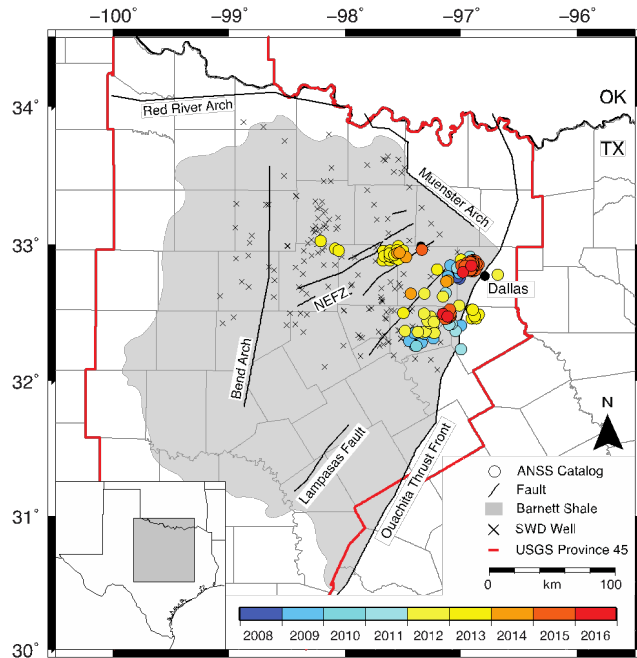 −100 −99 −98 −97 −96
34°
33°
32°
31°
30°
OK
TX
Red River Arch
Muenster Arch
NEFZ.
Dallas
Bend Arch
Lampasas Fault
Ouachita Thrust Front
N
ANSS Catalog
Fault
Barnett Shale
SWD Well
USGS Province 45
0 km 100
2008 2009 2010 2011 2012 2013 2014 2015 2016